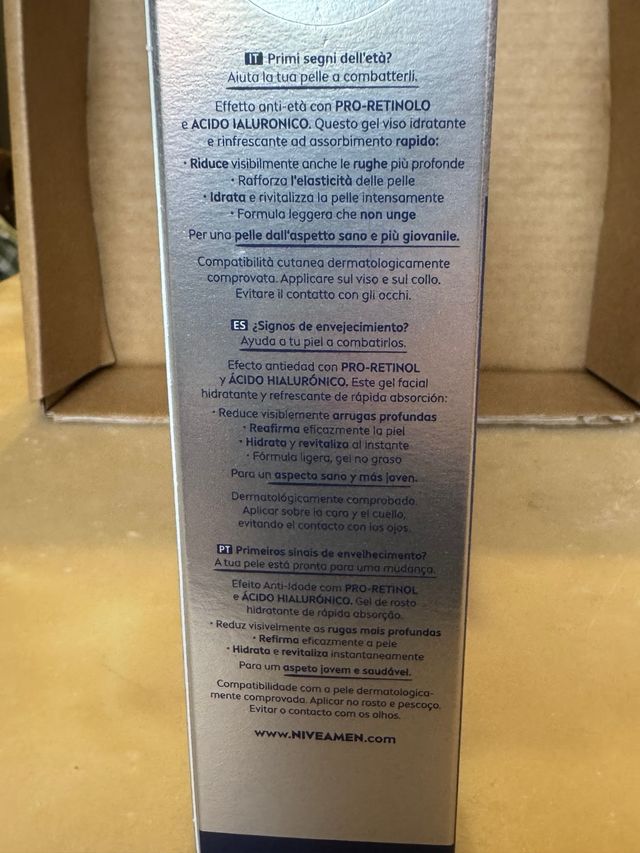 IT Primi segni dell'età?
Aiuta la tua pelle a combatterli.
Effetto anti-età con PRO-RETINOLO
e ACIDO IALURONICO. Questo gel viso idratante
e rinfrescante ad assorbimento rapido:
• Riduce visibilmente anche le rughe più profonde
• Rafforza l'elasticità delle pelle
• Idrata e rivitalizza la pelle intensamente
• Formula leggera che non unge
Per una pelle dall'aspetto sano e più giovanile.
Compatibilità cutanea dermatologicamente
comprovata. Applicare sul viso e sul collo.
Evitare il contatto con gli occhi.
ES ¿Signos de envejecimiento?
Ayuda a tu piel a combatirlos.
Efecto antiedad con PRO-RETINOL
y ÁCIDO HIALURÓNICO. Este gel facial
hidratante y refrescante de rápida absorción:
• Reduce visiblemente arrugas profundas
• Reafirma eficazmente la piel
• Hidrata y revitaliza al instante
• Fórmula ligera, gel no graso
Para un aspecto sano y más joven.
Dermatológicamente comprobado.
Aplicar sobre la cara y el cuello,
evitando el contacto con los ojos.
PT Primeiros sinais de envelhecimento?
A tua pele está pronta para uma mudança.
Efeito Anti-Idade com PRO-RETINOL
e ÁCIDO HIALURÓNICO. Gel de rosto
hidratante de rápida absorção.
• Reduz visivelmente as rugas mais profundas
• Refirma eficazmente a pele
• Hidrata e revitaliza instantaneamente
Para um aspeto jovem e saudável.
Compatibilidade com a pele dermatologica-
mente comprovada. Aplicar no rosto e pescoço.
Evitar o contacto com os olhos.
www.NIVEAMEN.com